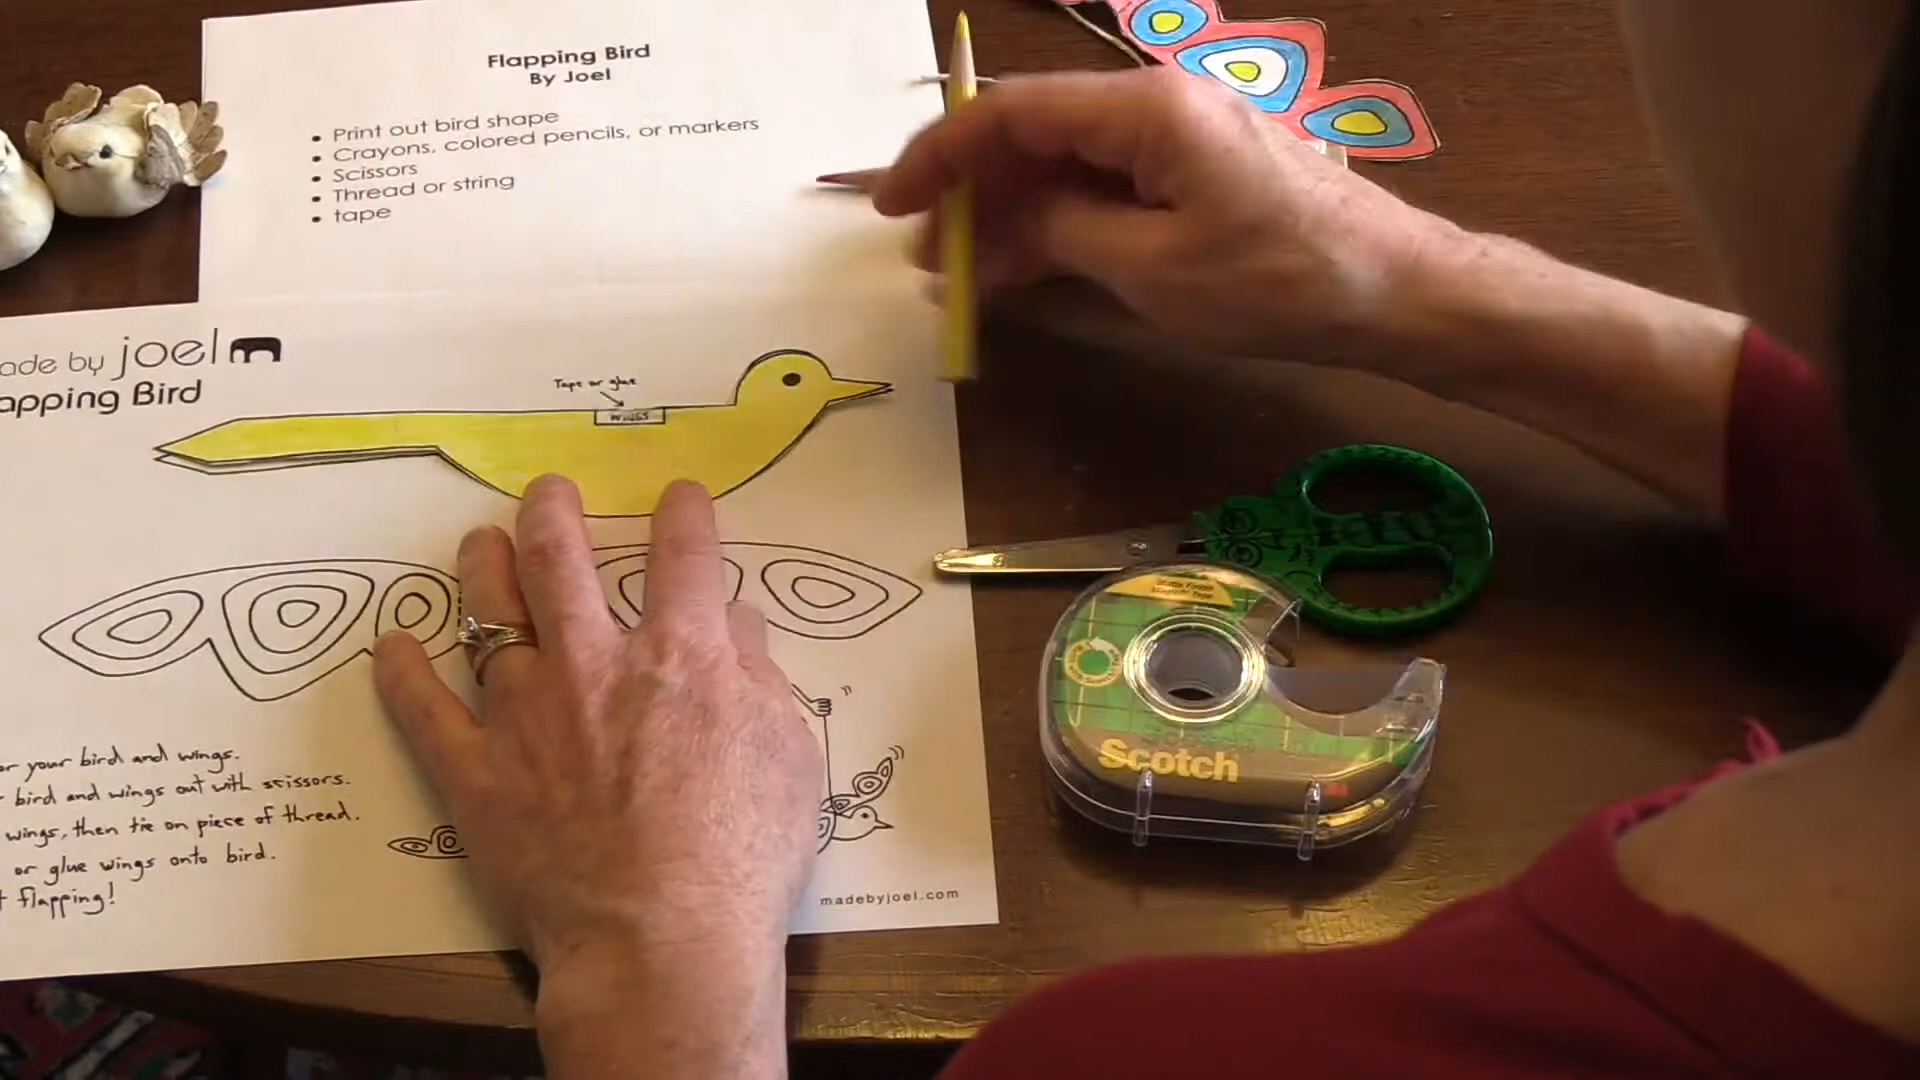 Flapping Bird
By Joel
• Print out bird shape
• Crayons, colored pencils, or markers
• Scissors
• Thread or string
• tape
ade by joel
apping Bird
Tape or glue
WINGS
or your bird and wings.
bird and wings out with scissors.
wings, then tie on piece of thread.
or glue wings onto bird.
t flapping!
madebyjoel.com
Scotch